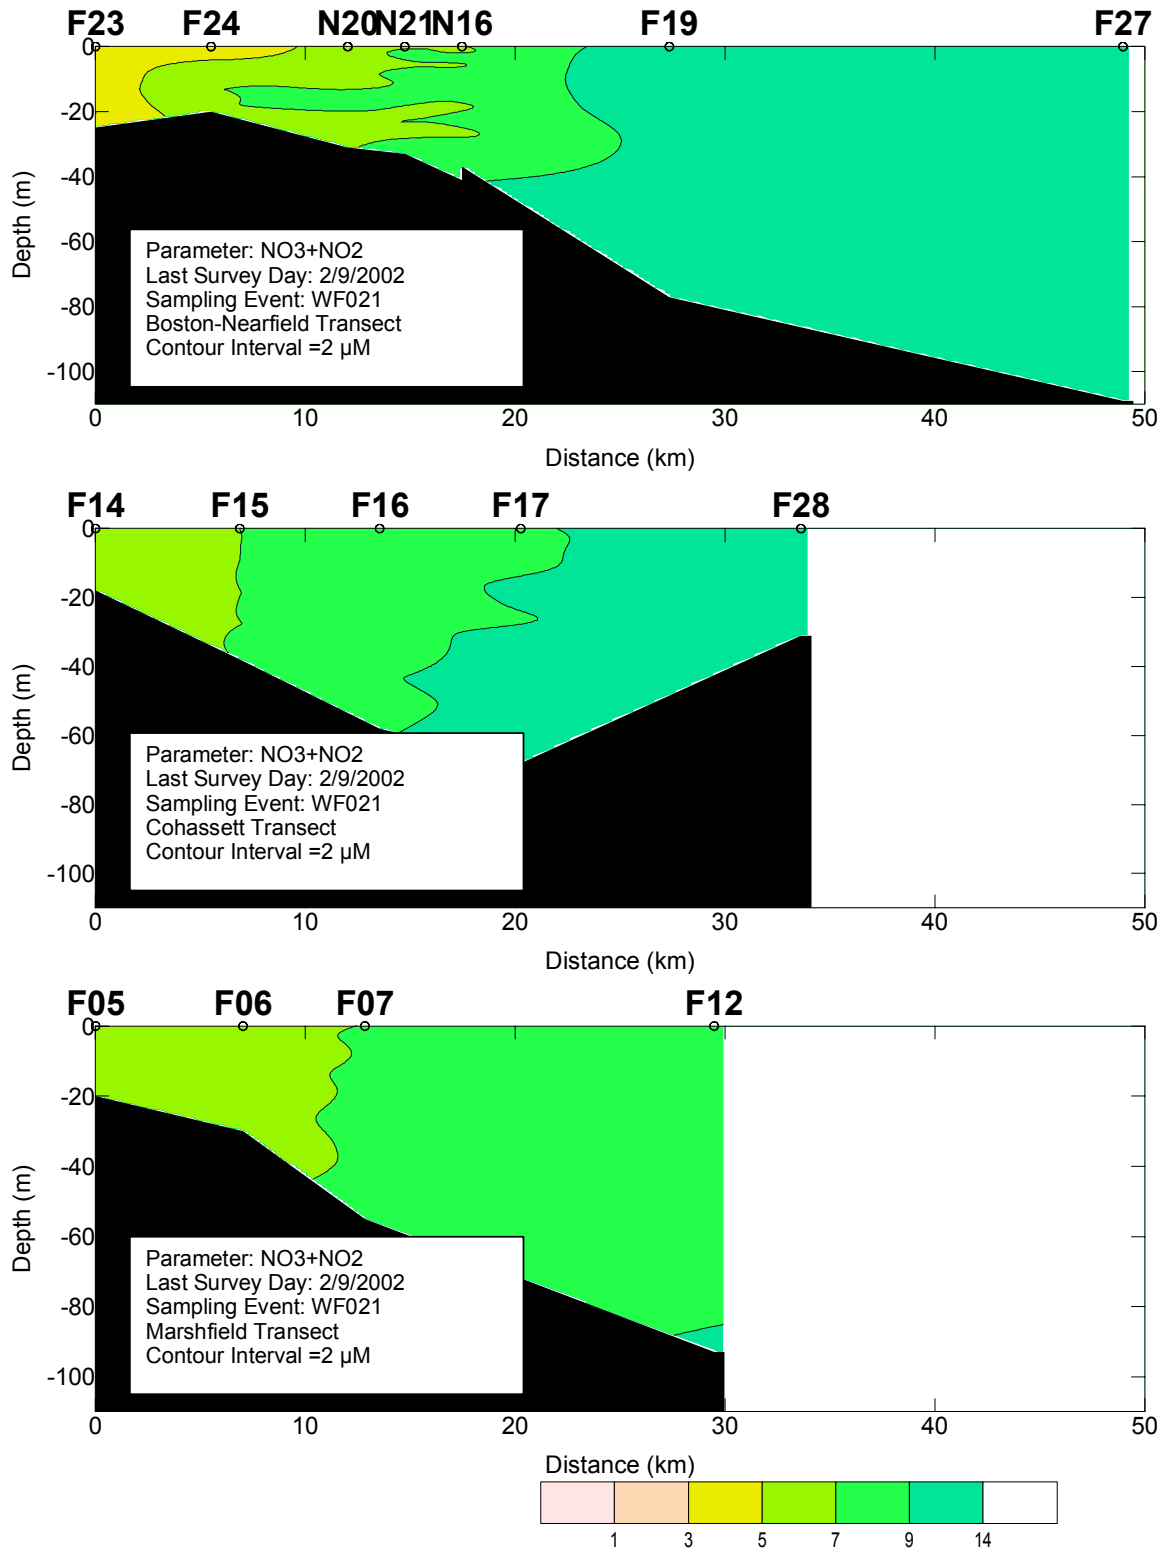 F23 F24 N20 N21 N16 F19 F27
0
-20
-40
-60
-80
-100
Depth (m)
Parameter: NO3+NO2
Last Survey Day: 2/9/2002
Sampling Event: WF021
Boston-Nearfield Transect
Contour Interval =2 µM
0 10 20 30 40 50
Distance (km)
F14 F15 F16 F17 F28
0
-20
-40
-60
-80
-100
Depth (m)
Parameter: NO3+NO2
Last Survey Day: 2/9/2002
Sampling Event: WF021
Cohassett Transect
Contour Interval =2 µM
0 10 20 30 40 50
Distance (km)
F05 F06 F07 F12
0
-20
-40
-60
-80
-100
Depth (m)
Parameter: NO3+NO2
Last Survey Day: 2/9/2002
Sampling Event: WF021
Marshfield Transect
Contour Interval =2 µM
0 10 20 30 40 50
Distance (km)
1 3 5 7 9 14